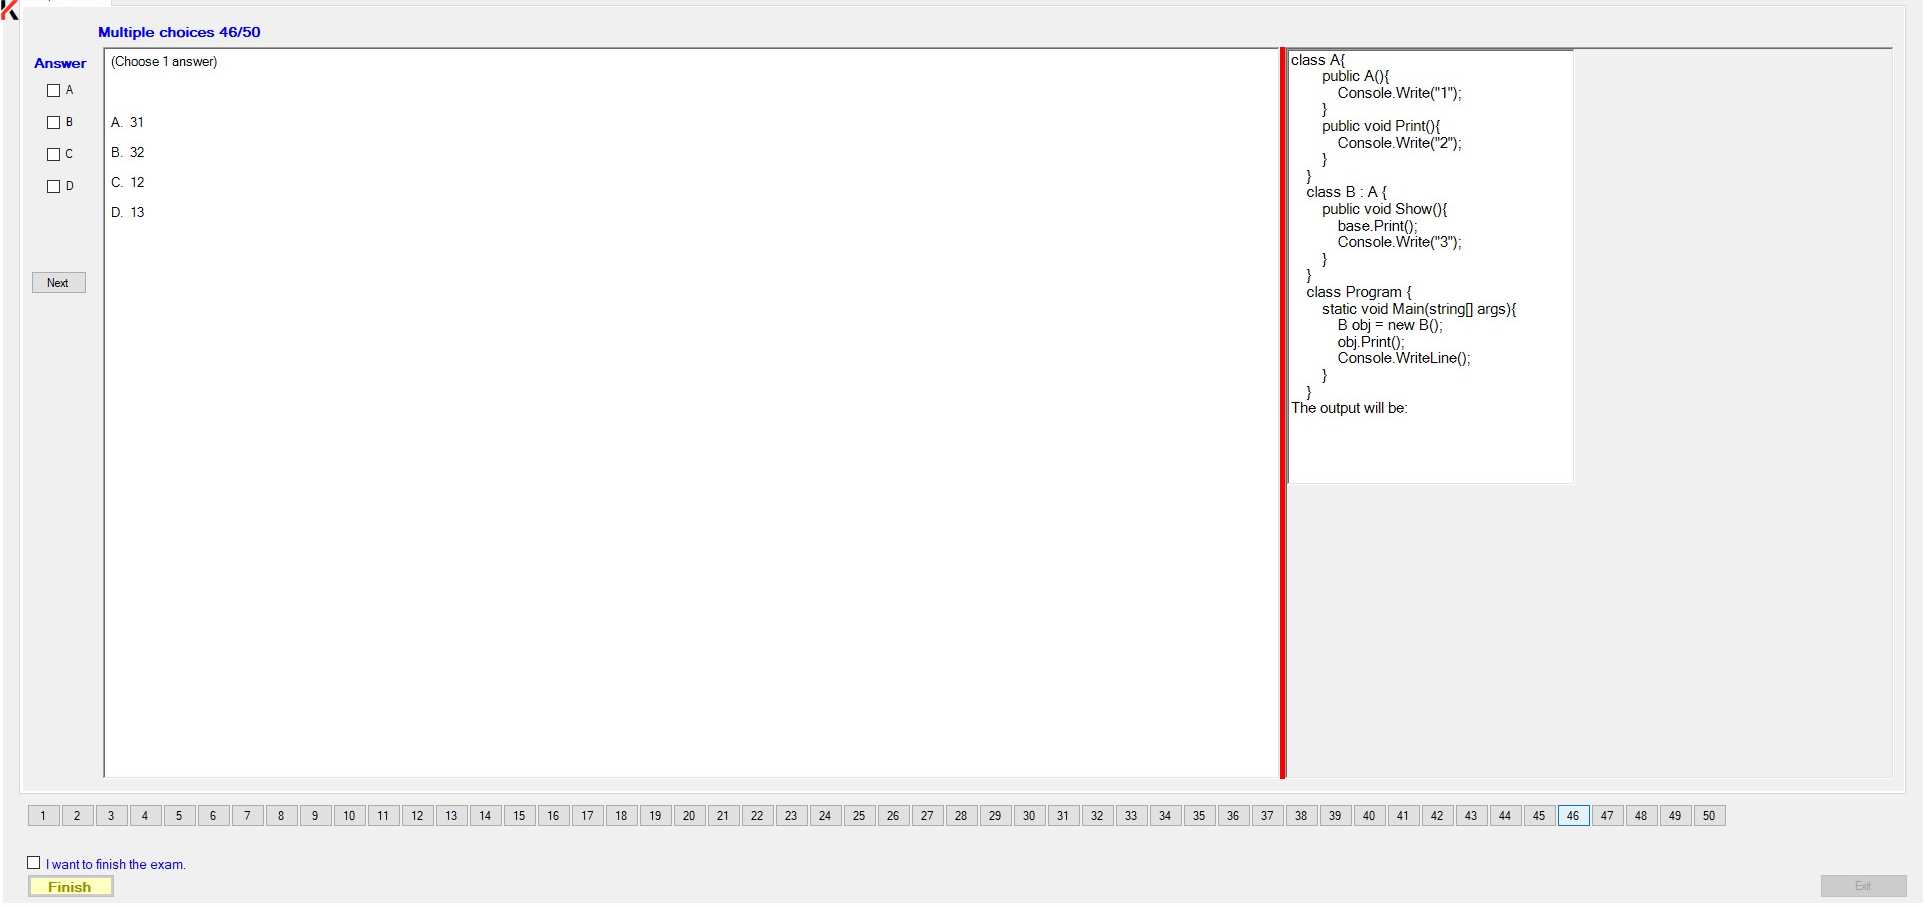 Multiple choices 46/50
Answer
A
B
C
D
Next
(Choose 1 answer)
A. 31
B. 32
C. 12
D. 13
class A{
public A(){
Console.Write("1");
}
public void Print(){
Console.Write("2");
}
}
class B : A {
public void Show(){
base.Print();
Console.Write("3");
}
}
class Program {
static void Main(string[] args){
B obj = new B();
obj.Print();
Console.WriteLine();
}
}
The output will be:
1 2 3 4 5 6 7 8 9 10 11 12 13 14 15 16 17 18 19 20 21 22 23 24 25 26 27 28 29 30 31 32 33 34 35 36 37 38 39 40 41 42 43 44 45 46 47 48 49 50
I want to finish the exam.
Finish
Exit